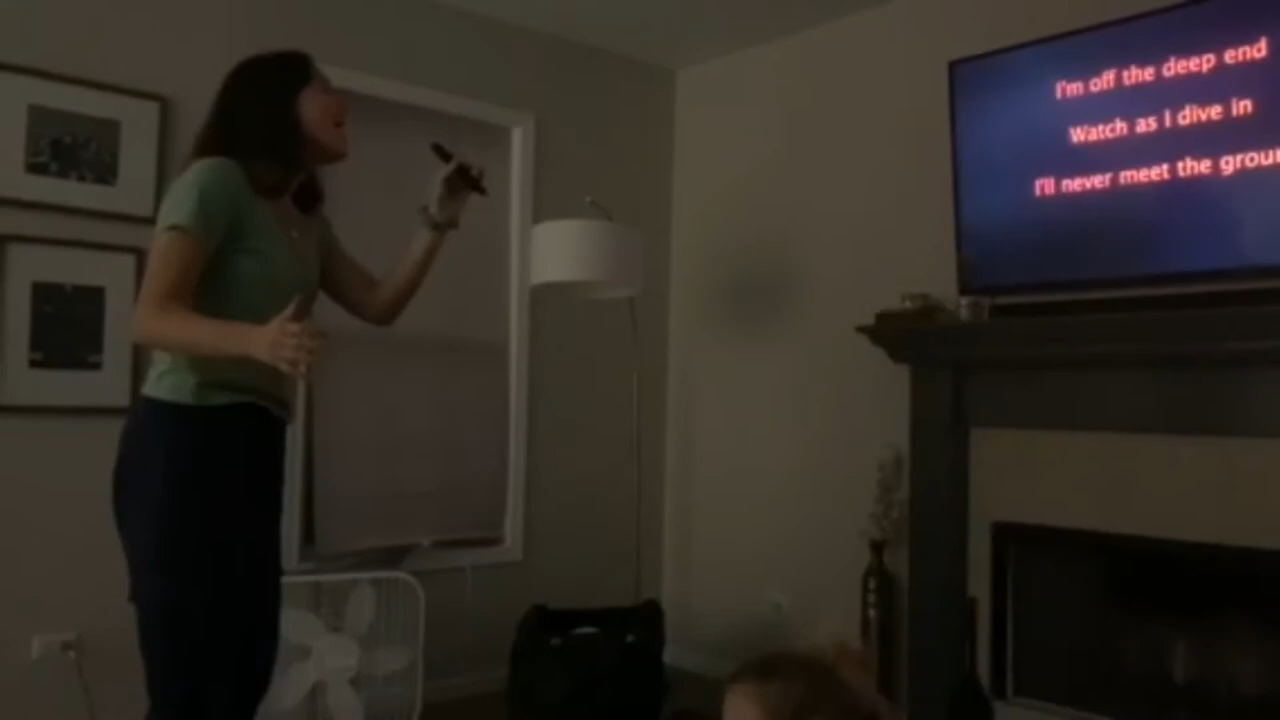 I'm off the deep end
Watch as I dive in
I'll never meet the